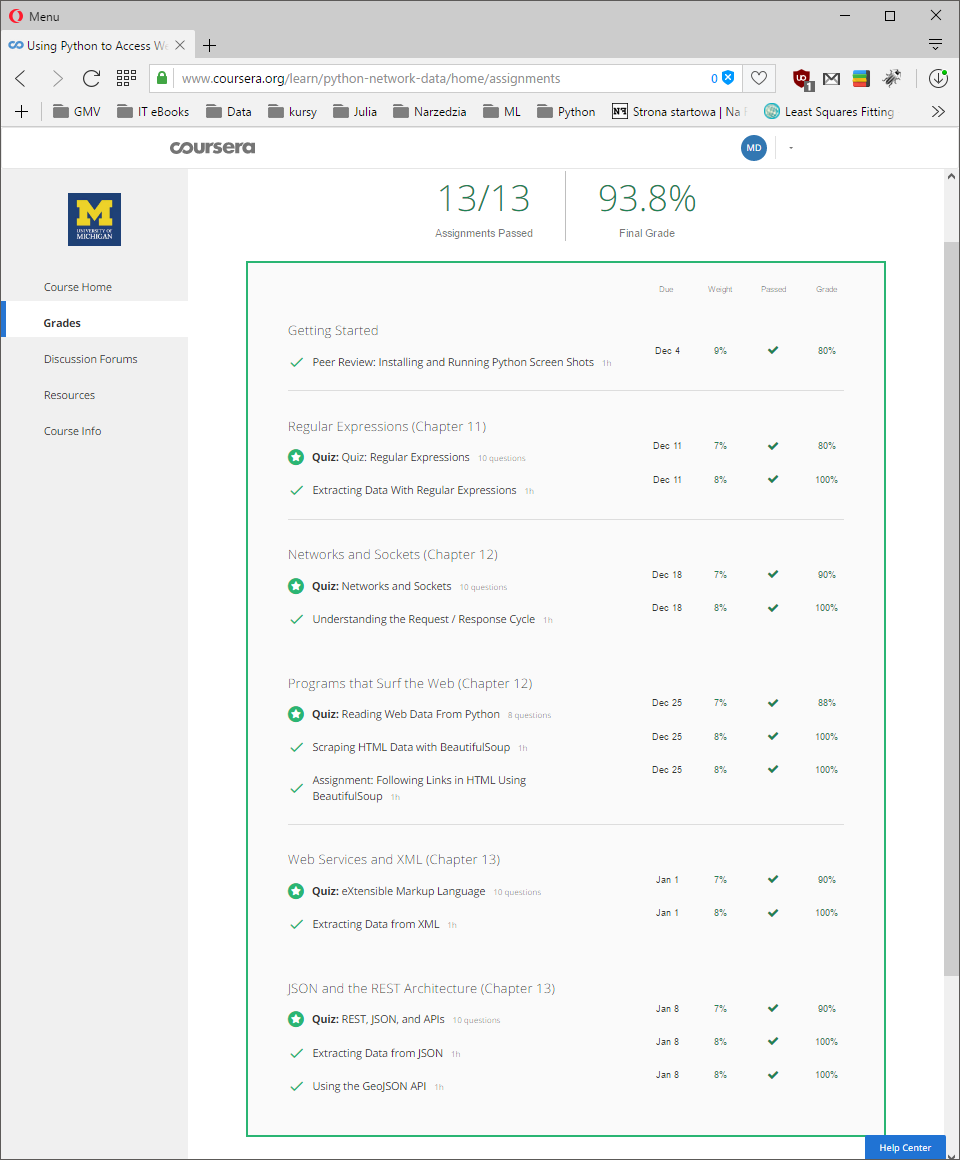 Menu
Using Python to Access We
www.coursera.org/learn/python-network-data/home/assignments
0
1
GMV IT eBooks Data kursy Julia Narzedzia ML Python Strona startowa | Na Least Squares Fitting
coursera
MD
M
UNIVERSITY OF
MICHIGAN
Course Home
Grades
Discussion Forums
Resources
Course Info
13/13 93.8%
Assignments Passed Final Grade
Due Weight Passed Grade
Getting Started
Peer Review: Installing and Running Python Screen Shots 1h Dec 4 9% 80%
Regular Expressions (Chapter 11)
Quiz: Quiz: Regular Expressions 10 questions Dec 11 7% 80%
Extracting Data With Regular Expressions 1h Dec 11 8% 100%
Networks and Sockets (Chapter 12)
Quiz: Networks and Sockets 10 questions Dec 18 7% 90%
Understanding the Request / Response Cycle 1h Dec 18 8% 100%
Programs that Surf the Web (Chapter 12)
Quiz: Reading Web Data From Python 8 questions Dec 25 7% 88%
Scraping HTML Data with BeautifulSoup 1h Dec 25 8% 100%
Assignment: Following Links in HTML Using Dec 25 8% 100%
BeautifulSoup 1h
Web Services and XML (Chapter 13)
Quiz: eXtensible Markup Language 10 questions Jan 1 7% 90%
Extracting Data from XML 1h Jan 1 8% 100%
JSON and the REST Architecture (Chapter 13)
Quiz: REST, JSON, and APIs 10 questions Jan 8 7% 90%
Extracting Data from JSON 1h Jan 8 8% 100%
Using the GeoJSON API 1h Jan 8 8% 100%
Help Center